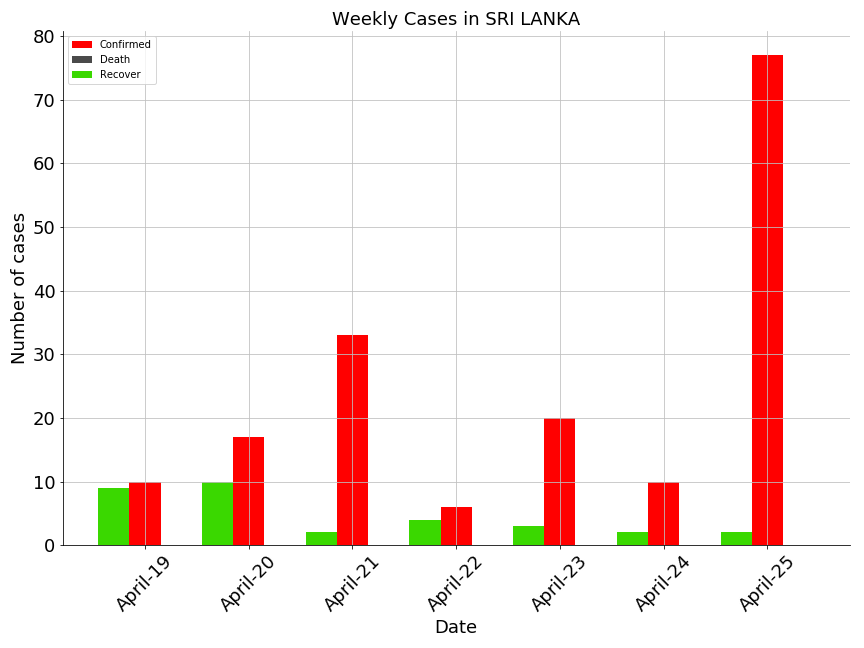 Weekly Cases in SRI LANKA
Confirmed
Death
Recover
Number of cases
80
70
60
50
40
30
20
10
0
April-19
April-20
April-21
April-22
April-23
April-24
April-25
Date